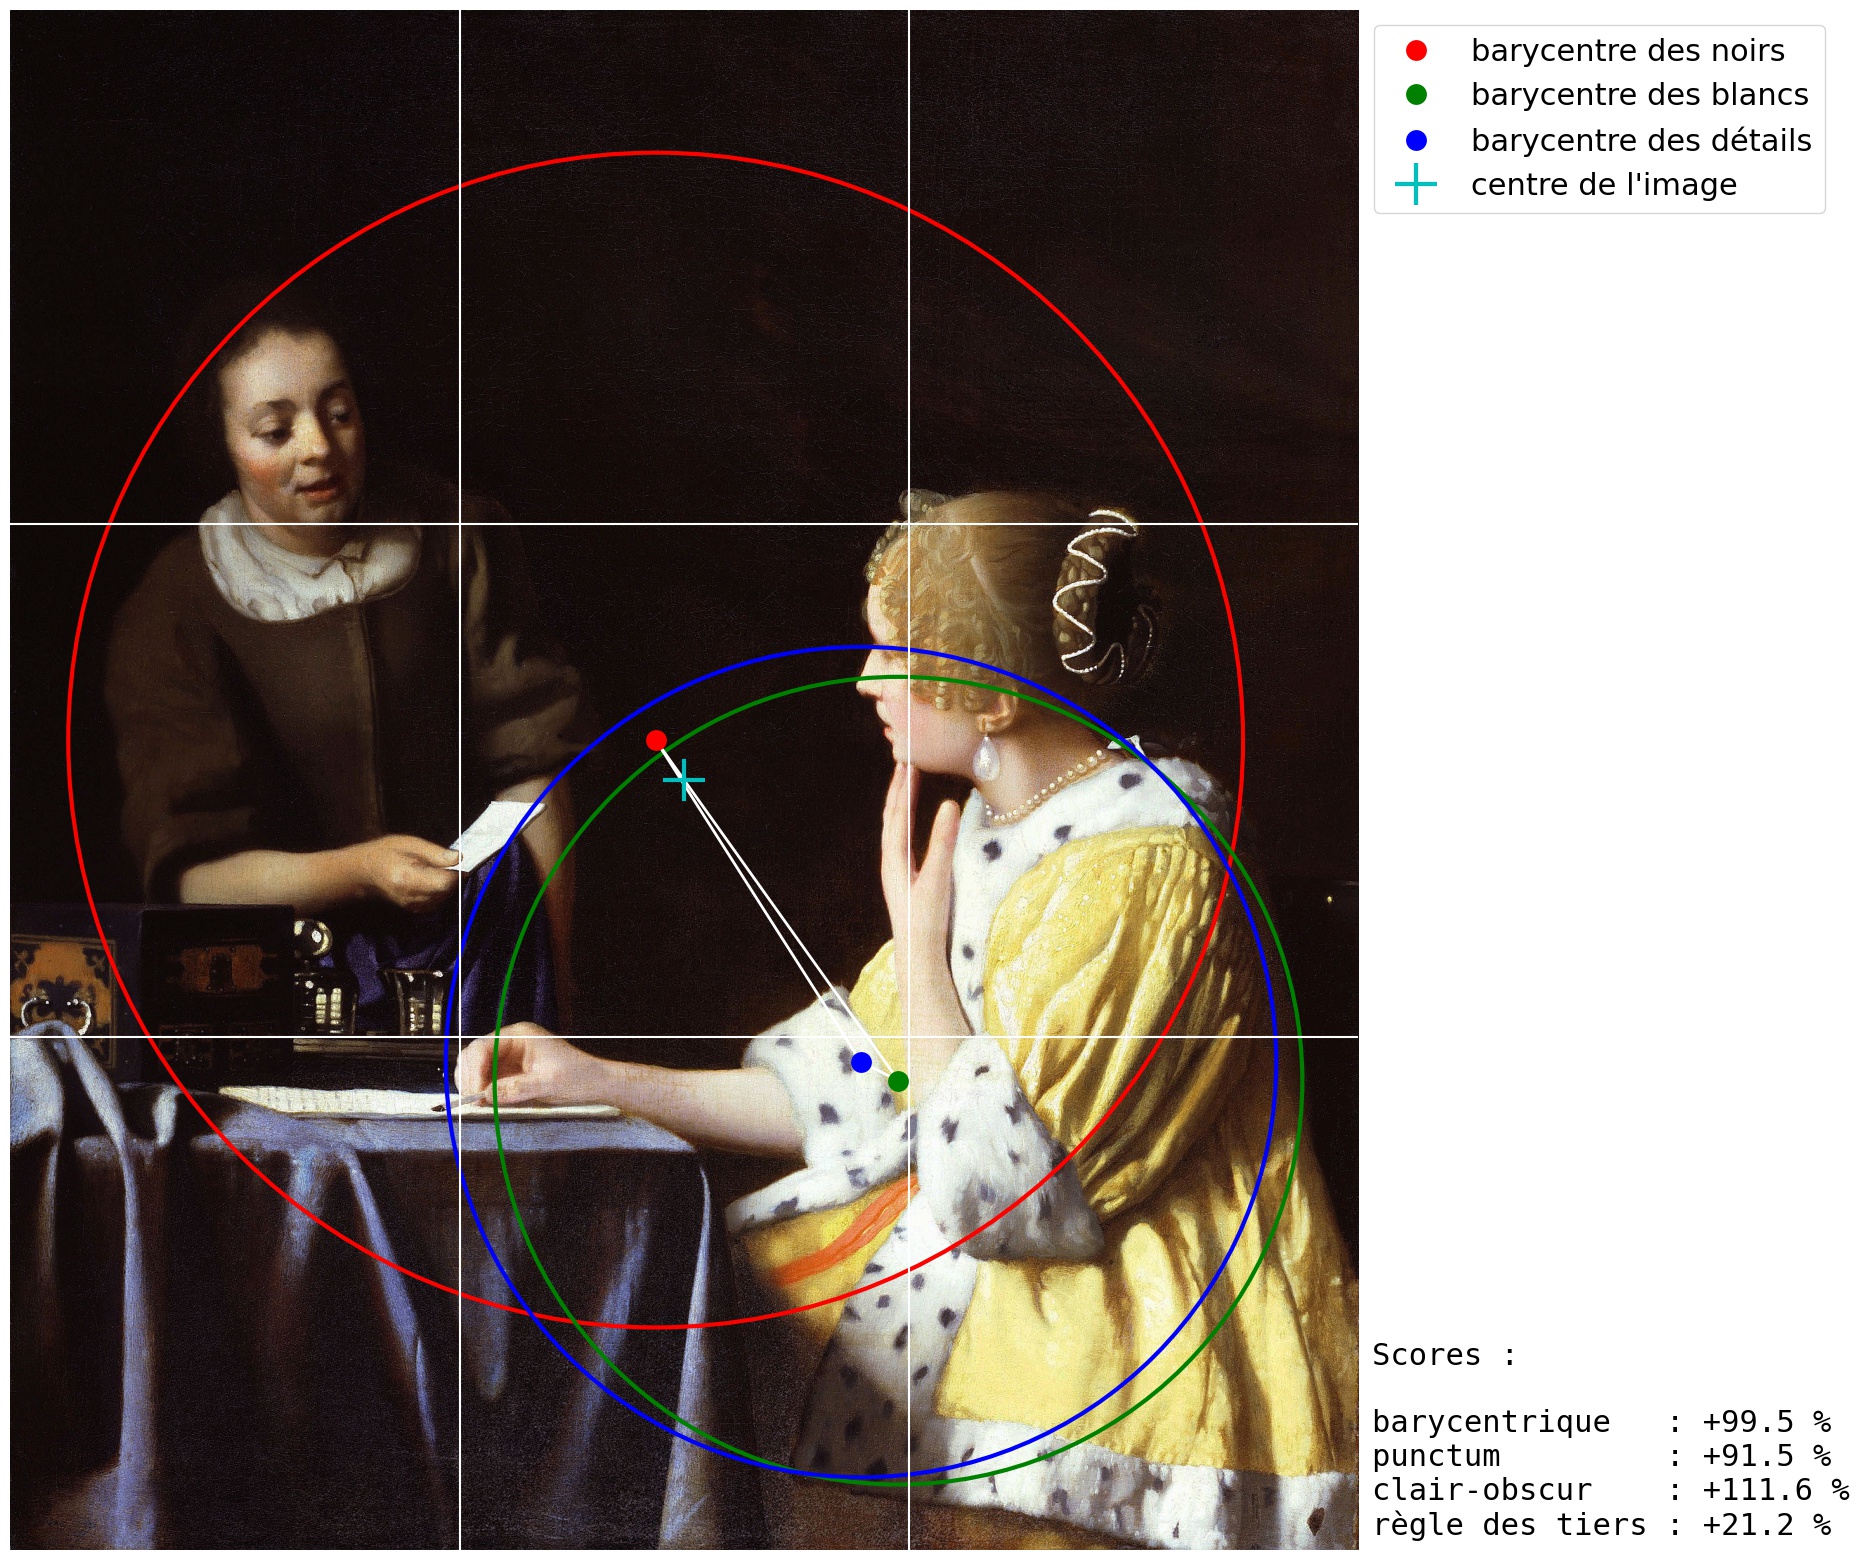 barycentre des noirs
barycentre des blancs
barycentre des détails
centre de l'image
Scores :
barycentrique : +99.5 %
punctum : +91.5 %
clair-obscur : +111.6 %
règle des tiers : +21.2 %